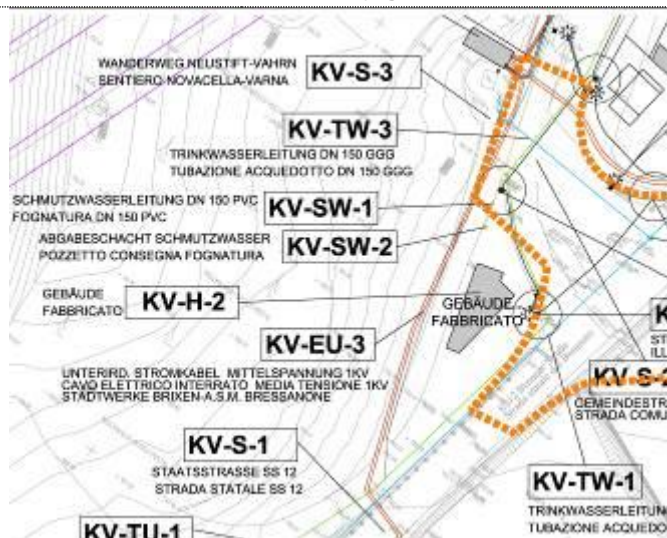 WANDERWEG NEUSTIFT-VAHRN
SENTIERO NOVACELLA-VARNA
KV-S-3
KV-TW-3
TRINKWASSERLEITUNG DN 150 GGG
TUBAZIONE ACQUEDOTTO DN 150 GGG
SCHMUTZWASSERLEITUNG DN 150 PVC
FOGNATURA DN 150 PVC
KV-SW-1
ABGABESCHACHT SCHMUTZWASSER
POZZETTO CONSEGNA FOGNATURA
KV-SW-2
GEBÄUDE
FABBRICATO
KV-H-2
GEBÄUDE
FABBRICATO
K
ST
ILL
KV-EU-3
UNTERIRD. STROMKABEL MITTELSPANNUNG 1KV
CAVO ELETTRICO INTERRATO MEDIA TENSIONE 1KV
STADTWERKE BRIXEN-A.S.M. BRESSANONE
KV-S-
GEMEINDESTR
STRADA COMU
KV-S-1
STAATSSTRASSE SS 12
STRADA STATALE SS 12
KV-TW-1
TRINKWASSERLEITUN
TUBAZIONE ACQUEDO
KV-TU-1